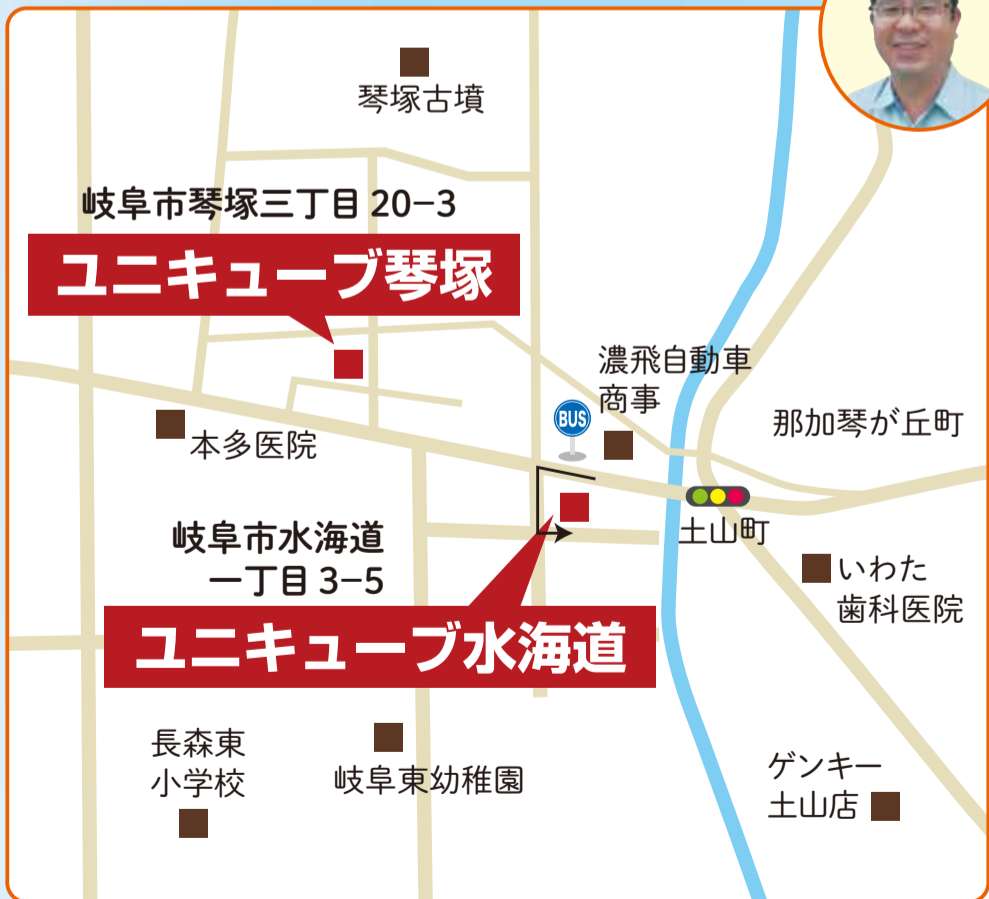 琴塚古墳
岐阜市琴塚三丁目 20−3
ユニキューブ琴塚
濃飛自動車
商事
BUS
那加琴が丘町
本多医院
土山町
岐阜市水海道
一丁目 3−5
いわた
歯科医院
ユニキューブ水海道
長森東
小学校
岐阜東幼稚園
ゲンキー
土山店